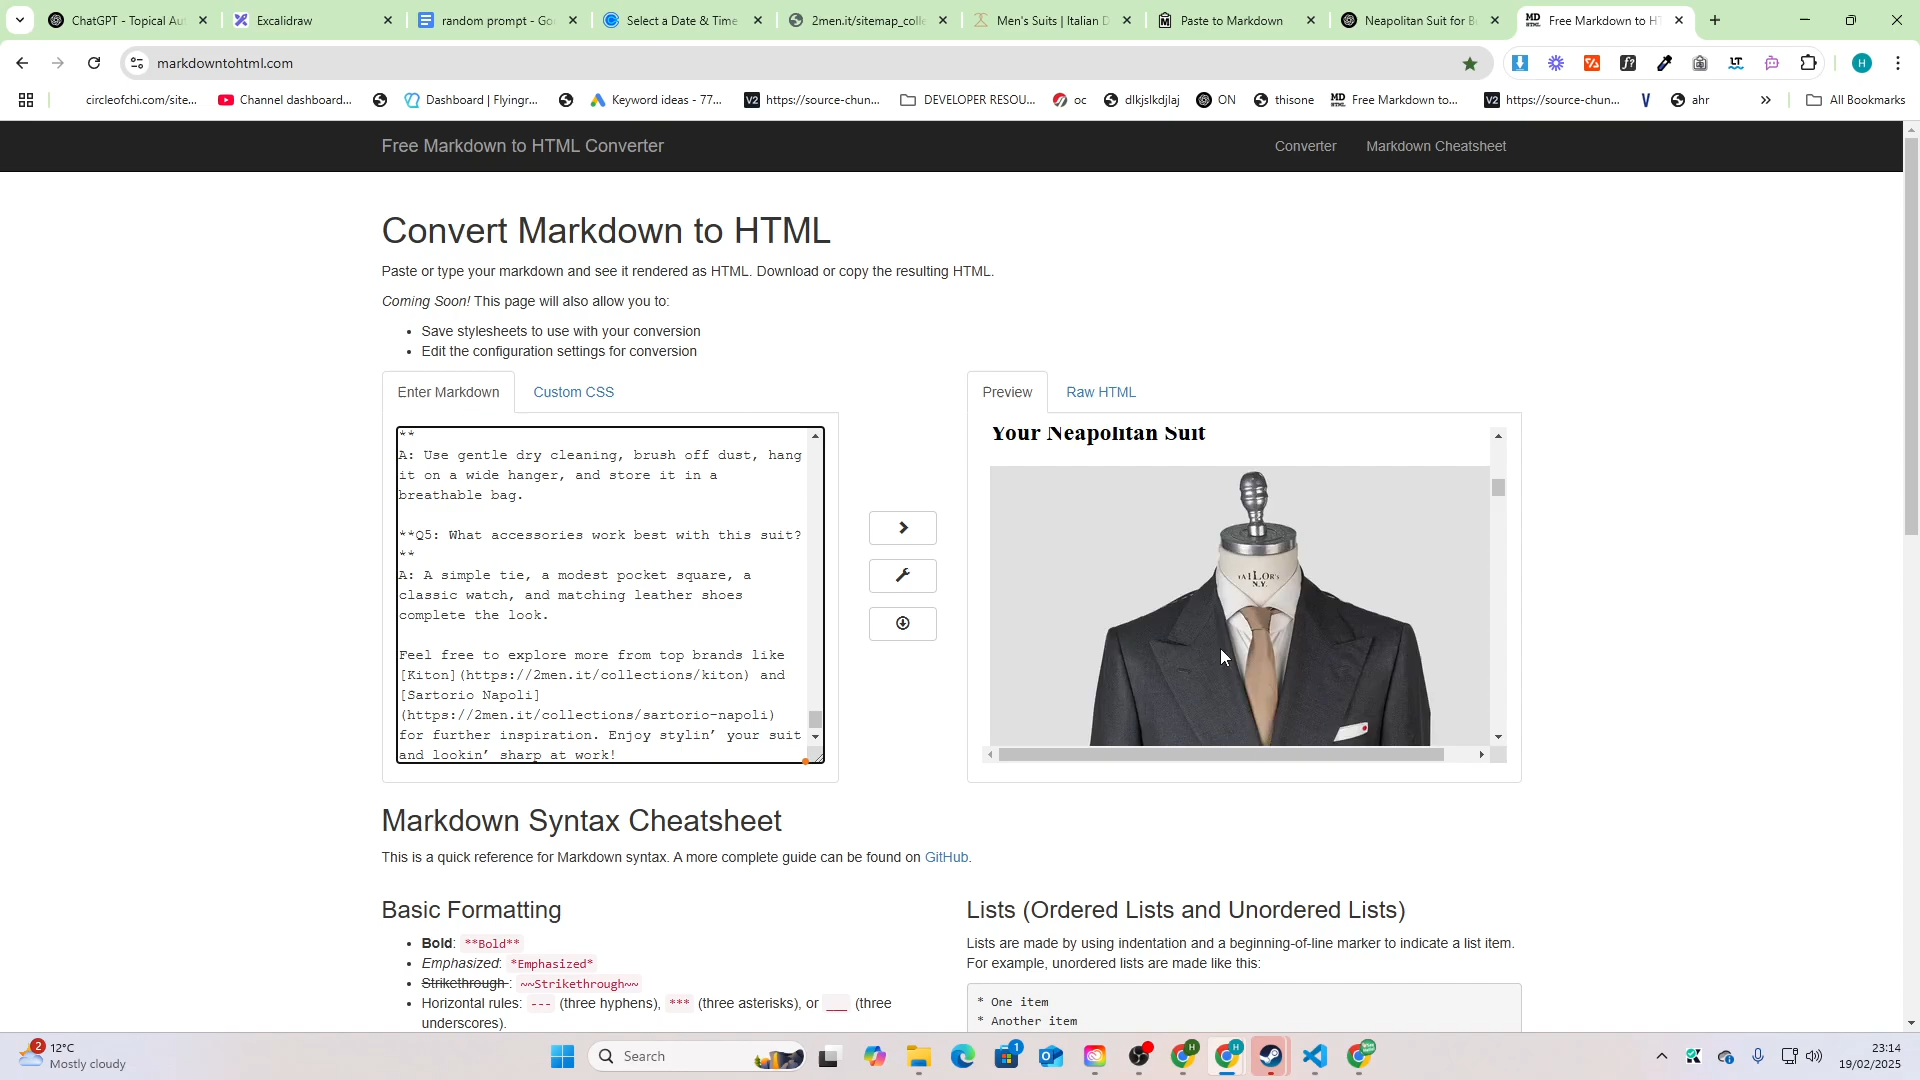 ChatGPT - Topical Au
Excalidraw
random prompt - Go
Select a Date & Time
2men.it/sitemap_colle
Men's Suits | Italian D
Paste to Markdown
Neapolitan Suit for B
Free Markdown to HT
markdowntohtml.com
circleofchi.com/site...
Channel dashboard...
Dashboard | Flyingr...
Keyword ideas - 77...
https://source-chun...
DEVELOPER RESOU...
oc
dlkjslkdjlaj
ON
thisone
Free Markdown to...
https://source-chun...
ahr
All Bookmarks
Free Markdown to HTML Converter
Converter
Markdown Cheatsheet
Convert Markdown to HTML
Paste or type your markdown and see it rendered as HTML. Download or copy the resulting HTML.
Coming Soon! This page will also allow you to:
• Save stylesheets to use with your conversion
• Edit the configuration settings for conversion
Enter Markdown
Custom CSS
**
A: Use gentle dry cleaning, brush off dust, hang
it on a wide hanger, and store it in a
breathable bag.
**Q5: What accessories work best with this suit?
**
A: A simple tie, a modest pocket square, a
classic watch, and matching leather shoes
complete the look.
Feel free to explore more from top brands like
[Kiton](https://2men.it/collections/kiton) and
[Sartorio Napoli]
(https://2men.it/collections/sartorio-napoli)
for further inspiration. Enjoy stylin’ your suit
and lookin’ sharp at work!
Preview
Raw HTML
Your Neapolitan Suit
TAILOR'S
N.Y.
Markdown Syntax Cheatsheet
This is a quick reference for Markdown syntax. A more complete guide can be found on GitHub.
Basic Formatting
• Bold: **Bold**
• Emphasized: *Emphasized*
• Strikethrough: ~~Strikethrough~~
• Horizontal rules: --- (three hyphens), *** (three asterisks), or ___ (three
underscores).
Lists (Ordered Lists and Unordered Lists)
Lists are made by using indentation and a beginning-of-line marker to indicate a list item.
For example, unordered lists are made like this:
* One item
* Another item
2
12°C
Mostly cloudy
Search
1
23:14
19/02/2025